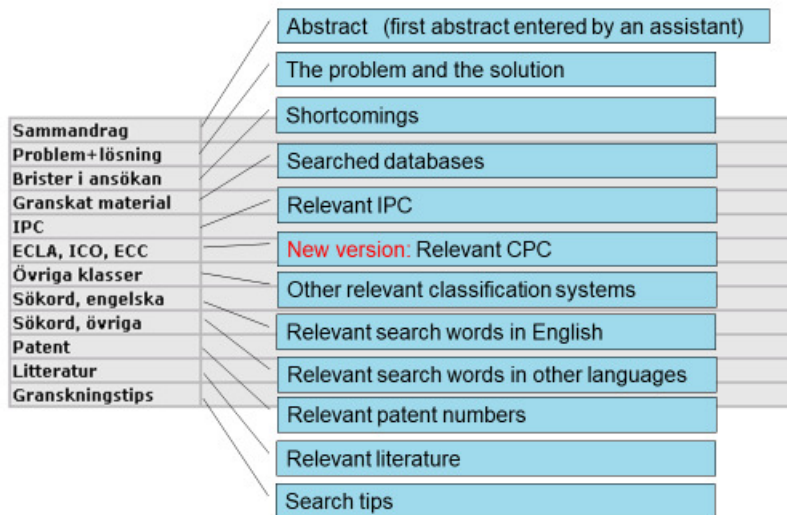 Abstract (first abstract entered by an assistant)
The problem and the solution
Shortcomings
Searched databases
Relevant IPC
New version: Relevant CPC
Other relevant classification systems
Relevant search words in English
Relevant search words in other languages
Relevant patent numbers
Relevant literature
Search tips
Sammandrag
Problem+lösning
Brister i ansökan
Granskat material
IPC
ECLA, ICO, ECC
Övriga klasser
Sökord, engelska
Sökord, övriga
Patent
Litteratur
Granskningstips